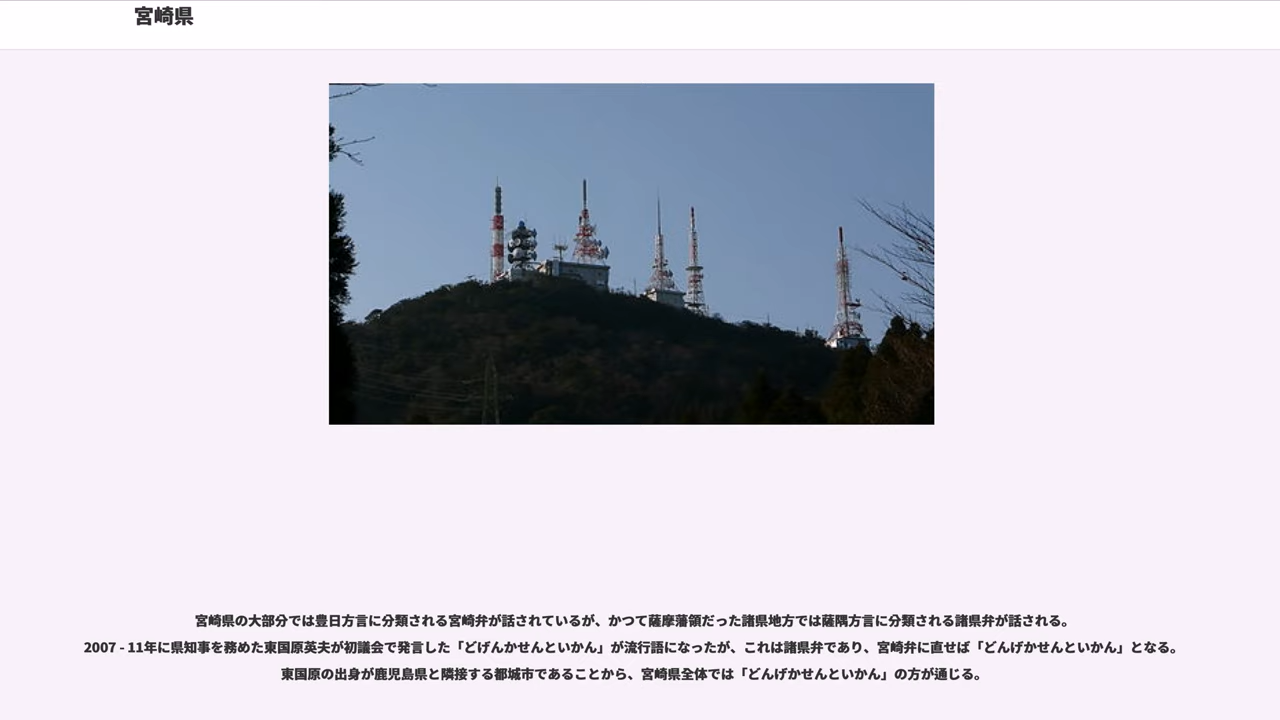 宮崎県
宮崎県の大部分では豊日方言に分類される宮崎弁が話されているが、かつて薩摩藩領だった諸県地方では薩隅方言に分類される諸県弁が話される。
2007 - 11年に県知事を務めた東国原英夫が初議会で発言した「どげんかせんといかん」が流行語になったが、これは諸県弁であり、宮崎弁に直せば「どんげかせんといかん」となる。
東国原の出身が鹿児島県と隣接する都城市であることから、宮崎県全体では「どんげかせんといかん」の方が通じる。